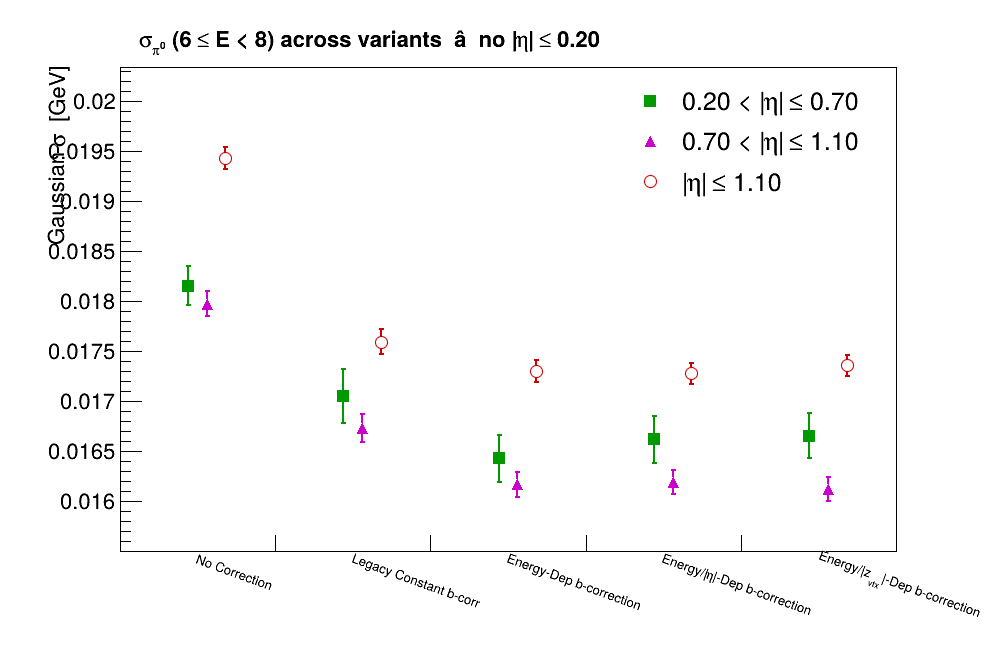 σπ⁰ (6 ≤ E < 8) across variants â no |η| ≤ 0.20
Gaussian σ [GeV]
0.02
0.0195
0.019
0.0185
0.018
0.0175
0.017
0.0165
0.016
0.20 < |η| ≤ 0.70
0.70 < |η| ≤ 1.10
|η| ≤ 1.10
No Correction
Legacy Constant b-corr
Energy-Dep b-correction
Energy/|η|-Dep b-correction
Energy/|z_vtx|-Dep b-correction